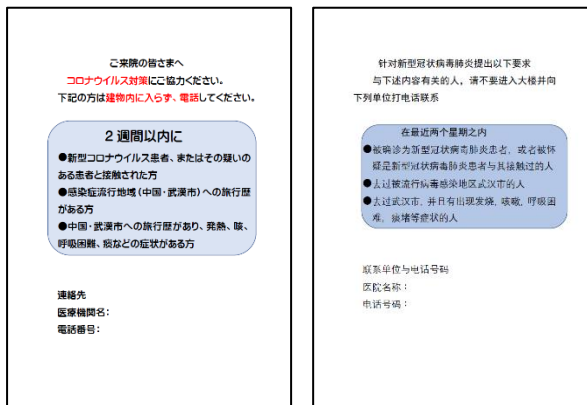 ご来院の皆さまへ
コロナウイルス対策にご協力ください。
下記の方は建物内に入らず、電話してください。
2週間以内に
●新型コロナウイルス患者、またはその疑いの
ある患者と接触された方
●感染症流行地域(中国・武漢市)への旅行歴
がある方
●中国・武漢市への旅行歴があり、発熱、咳、
呼吸困難、痰などの症状がある方
連絡先
医療機関名:
電話番号:
针对新型冠状病毒肺炎提出以下要求
与下述内容有关的人，请不要进入大楼并向
下列单位打电话联系
在最近两个星期之内
●被确诊为新型冠状病毒肺炎患者，或者被怀
疑是新型冠状病毒肺炎患者与其接触过的人
●去过被流行病毒感染地区武汉市的人
●去过武汉市，并且有出现发烧，咳嗽，呼吸困
难，痰堵等症状的人
联系单位与电话号码
医院名称：
电话号码：